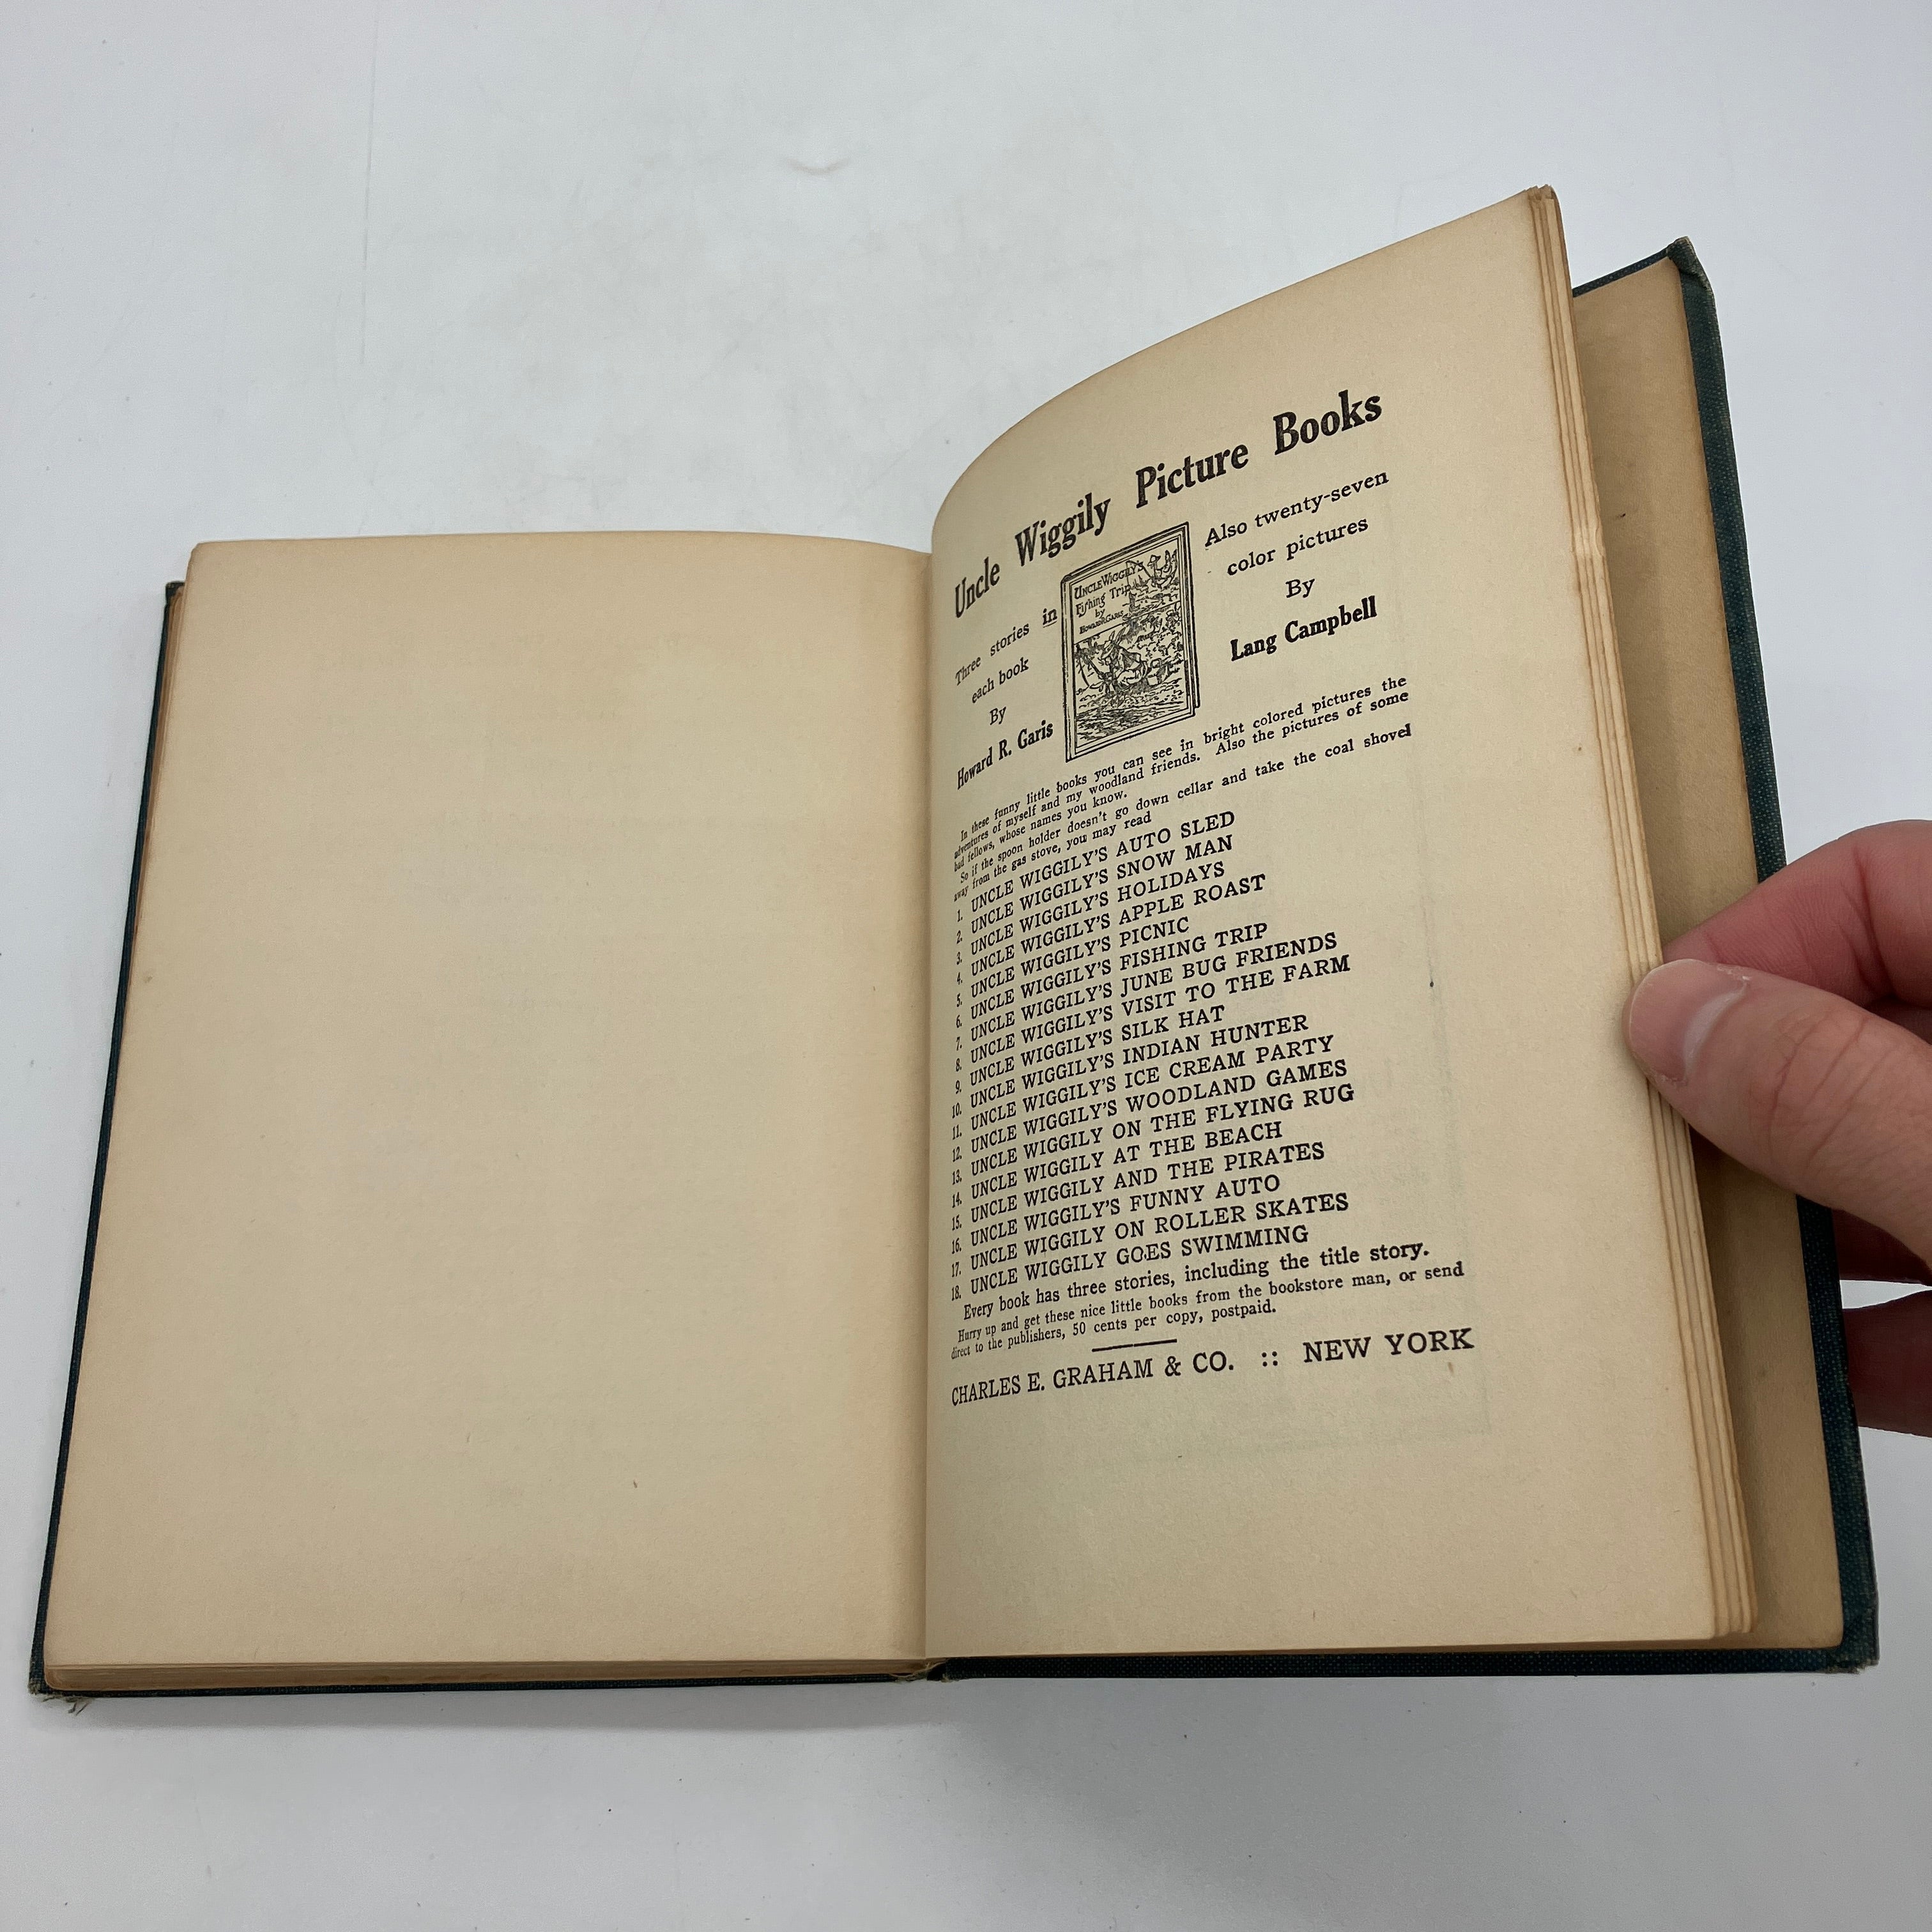 Uncle Wiggily Picture Books
Three stories in
each book
By
Howard R. Garis
UNCLE WIGGILY'S
Fishing Trip
by
HOWARD GARIS
Also twenty-seven
color pictures
By
Lang Campbell
In these funny little books you can see in bright colored pictures the
adventures of myself and my woodland friends. Also the pictures of some
bad fellows, whose names you know.
So if the spoon holder doesn't go down cellar and take the coal shovel
away from the gas stove, you may read
1. UNCLE WIGGILY'S AUTO SLED
2. UNCLE WIGGILY'S SNOW MAN
3. UNCLE WIGGILY'S HOLIDAYS
4. UNCLE WIGGILY'S APPLE ROAST
5. UNCLE WIGGILY'S PICNIC
6. UNCLE WIGGILY'S FISHING TRIP
7. UNCLE WIGGILY'S JUNE BUG FRIENDS
8. UNCLE WIGGILY'S VISIT TO THE FARM
9. UNCLE WIGGILY'S SILK HAT
10. UNCLE WIGGILY'S INDIAN HUNTER
11. UNCLE WIGGILY'S ICE CREAM PARTY
12. UNCLE WIGGILY'S WOODLAND GAMES
13. UNCLE WIGGILY ON THE FLYING RUG
14. UNCLE WIGGILY AT THE BEACH
15. UNCLE WIGGILY AND THE PIRATES
16. UNCLE WIGGILY'S FUNNY AUTO
17. UNCLE WIGGILY ON ROLLER SKATES
18. UNCLE WIGGILY GOES SWIMMING
Every book has three stories, including the title story.
Hurry up and get these nice little books from the bookstore man, or send
direct to the publishers, 50 cents per copy, postpaid.
CHARLES E. GRAHAM & CO. :: NEW YORK